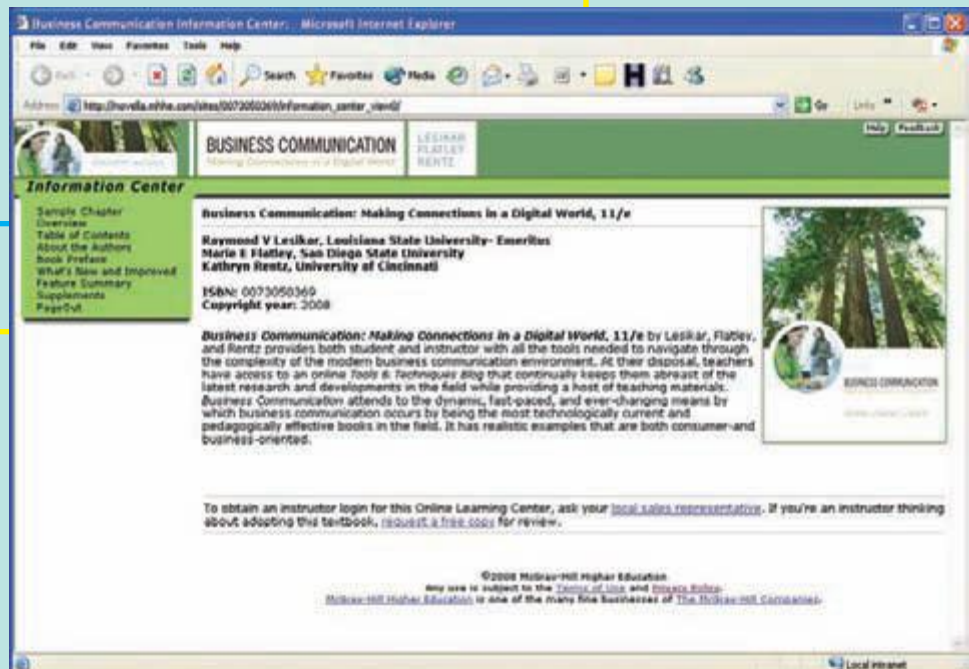 Business Communication Information Center: Microsoft Internet Explorer
File Edit View Favorites Tools Help
Back Search Favorites Media
Address http://novella.mhhe.com/sites/0073050369/information_center_view0/ Go Links
BUSINESS COMMUNICATION
Making Connections in a Digital World
LESIKAR
FLATLEY
RENTZ
Help Feedback
Information Center
Sample Chapter
Overview
Table of Contents
About the Authors
Book Preface
What's New and Improved
Feature Summary
Supplements
PageOut
Business Communication: Making Connections in a Digital World, 11/e
Raymond V Lesikar, Louisiana State University- Emeritus
Marie E Flatley, San Diego State University
Kathryn Rentz, University of Cincinnati
ISBN: 0073050369
Copyright year: 2008
Business Communication: Making Connections in a Digital World, 11/e by Lesikar, Flatley,
and Rentz provides both student and instructor with all the tools needed to navigate through
the complexity of the modern business communication environment. At their disposal, teachers
have access to an online Tools & Techniques Blog that continually keeps them abreast of the
latest research and developments in the field while providing a host of teaching materials.
Business Communication attends to the dynamic, fast-paced, and ever-changing means by
which business communication occurs by being the most technologically current and
pedagogically effective books in the field. It has realistic examples that are both consumer-and
business-oriented.
BUSINESS COMMUNICATION
To obtain an instructor login for this Online Learning Center, ask your local sales representative. If you're an instructor thinking
about adopting this textbook, request a free copy for review.
©2008 McGraw-Hill Higher Education
Any use is subject to the Terms of Use and Privacy Policy.
McGraw-Hill Higher Education is one of the many fine businesses of The McGraw-Hill Companies.
Local intranet